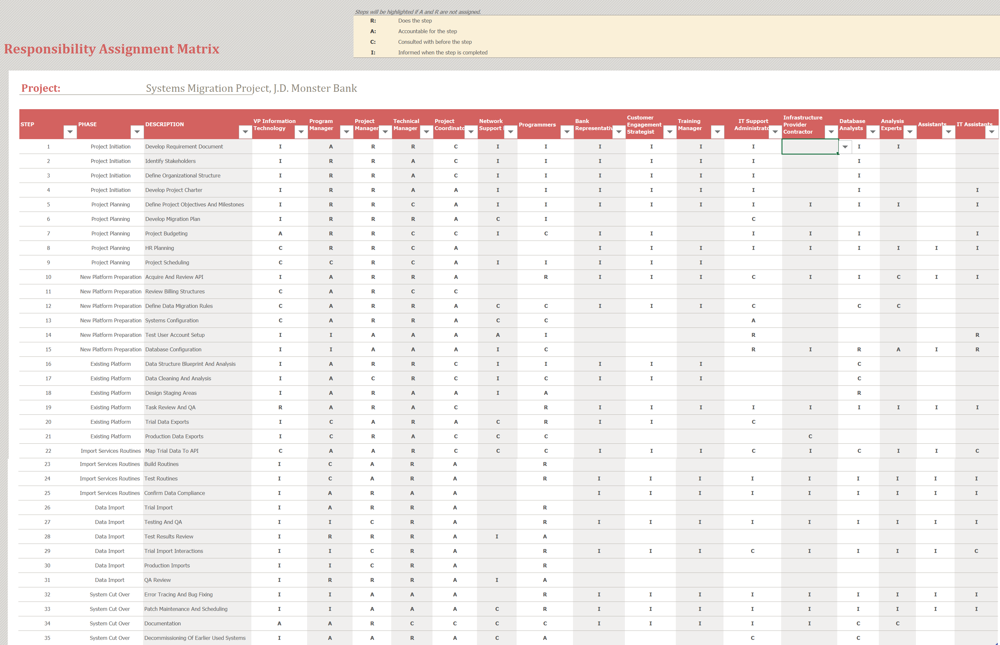 Steps will be highlighted if A and R are not assigned.
R: Does the step
A: Accountable for the step
C: Consulted with before the step
I: Informed when the step is completed
Responsibility Assignment Matrix
Project: Systems Migration Project, J.D. Monster Bank
STEP PHASE DESCRIPTION VP Information Technology Program Manager Project Manager Technical Manager Project Coordinato Network Support Programmers Bank Representativ Customer Engagement Strategist Training Manager IT Support Administrato Infrastructure Provider Contractor Database Analysts Analysis Experts Assistants IT Assistants
1 Project Initiation Develop Requirement Document I A R R C I I I I I I I I
2 Project Initiation Identify Stakeholders I R R A C I I I I I I I
3 Project Initiation Define Organizational Structure I R R A C I I I I I I I
4 Project Initiation Develop Project Charter I R R A A I I I I I I I I
5 Project Planning Define Project Objectives And Milestones I R R C A I I I I I I I I I I
6 Project Planning Develop Migration Plan I R R R A C I C
7 Project Planning Project Budgeting A R R C C I C I I I I I I
8 Project Planning HR Planning C R R C A I I I I I I I I I
9 Project Planning Project Scheduling C C R C A I I I I I
10 New Platform Preparation Acquire And Review API I A R R A R I I I C I I C I I
11 New Platform Preparation Review Billing Structures C A R C C
12 New Platform Preparation Define Data Migration Rules C A R R A C C I I I C C C
13 New Platform Preparation Systems Configuration C A R R A C C A
14 New Platform Preparation Test User Account Setup I I A A A A I R R
15 New Platform Preparation Database Configuration I I A A A I C R I R A I R
16 Existing Platform Data Structure Blueprint And Analysis I A R R C I I I I I C
17 Existing Platform Data Cleaning And Analysis I A C R C I C I I I C
18 Existing Platform Design Staging Areas I A R A A I A R
19 Existing Platform Task Review And QA R A R A C R I I I I I I I I I
20 Existing Platform Trial Data Exports I C A R A C R I I C
21 Existing Platform Production Data Exports I C R A C C C C
22 Import Services Routines Map Trial Data To API C A A R C C C I I I C I C I I C
23 Import Services Routines Build Routines I C A R A R
24 Import Services Routines Test Routines I C A R A R I I I I I I I I I
25 Import Services Routines Confirm Data Compliance I A R A A I I I I I I I I I
26 Data Import Trial Import I A R R A R
27 Data Import Testing And QA I I C R A R I I I I I I I I I
28 Data Import Test Results Review I R R R A I A
29 Data Import Trial Import Interactions I I C R A R I I I C I I I I C
30 Data Import Production Imports I I C R A R
31 Data Import QA Review I R R R A I A
32 System Cut Over Error Tracing And Bug Fixing I I A A A R I I I I I I I I I
33 System Cut Over Patch Maintenance And Scheduling I I A A A C R I I I I I I I I I
34 System Cut Over Documentation A A R C C C C I I I I I C C
35 System Cut Over Decommissioning Of Earlier Used Systems I A A R A C A C C